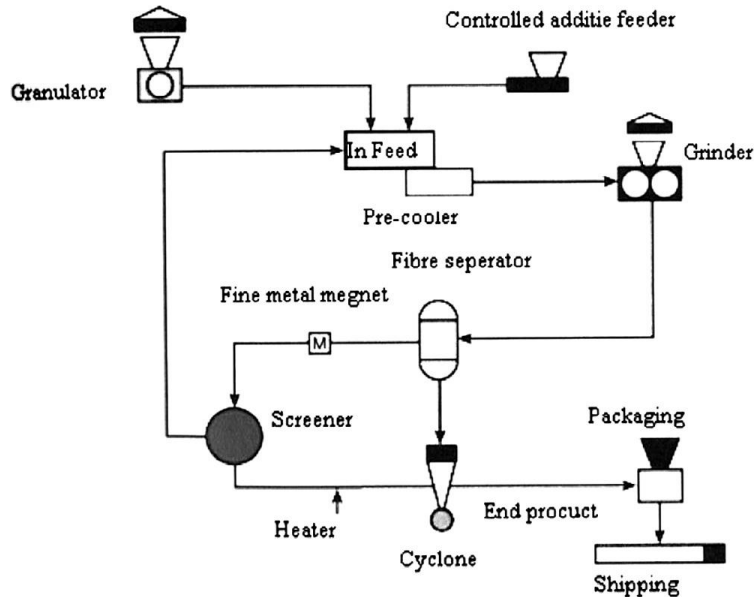 Controlled additie feeder
Granulator
In Feed
Grinder
Pre-cooler
Fibre seperator
Fine metal megnet
M
Screener
Packaging
Heater
End procuct
Cyclone
Shipping